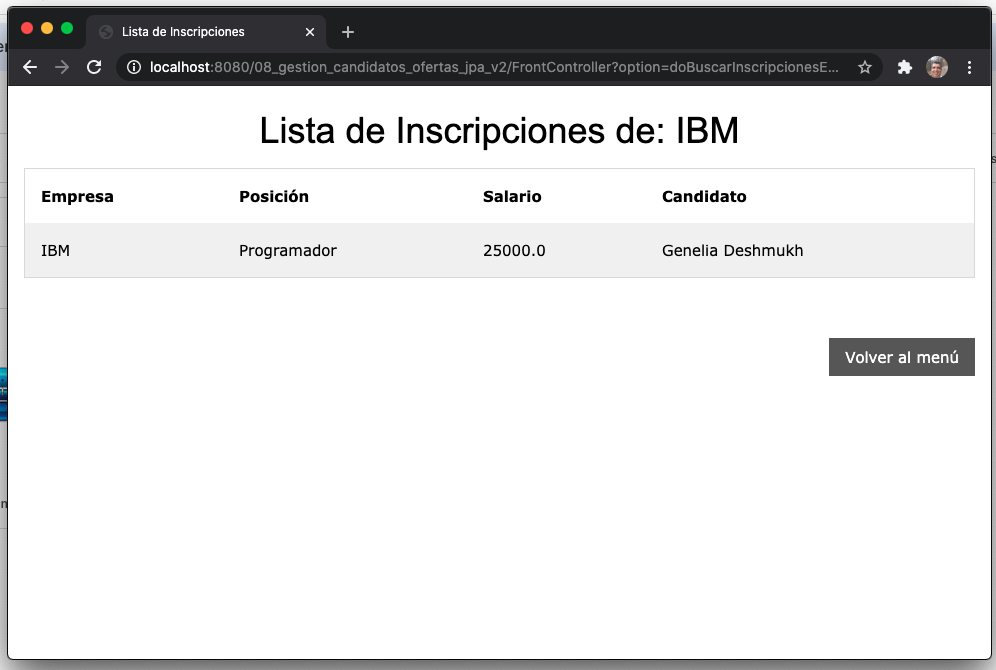 Lista de Inscripciones
localhost:8080/08_gestion_candidatos_ofertas_jpa_v2/FrontController?option=doBuscarInscripcionesE...
Lista de Inscripciones de: IBM
Empresa Posición Salario Candidato
IBM Programador 25000.0 Genelia Deshmukh
Volver al menú